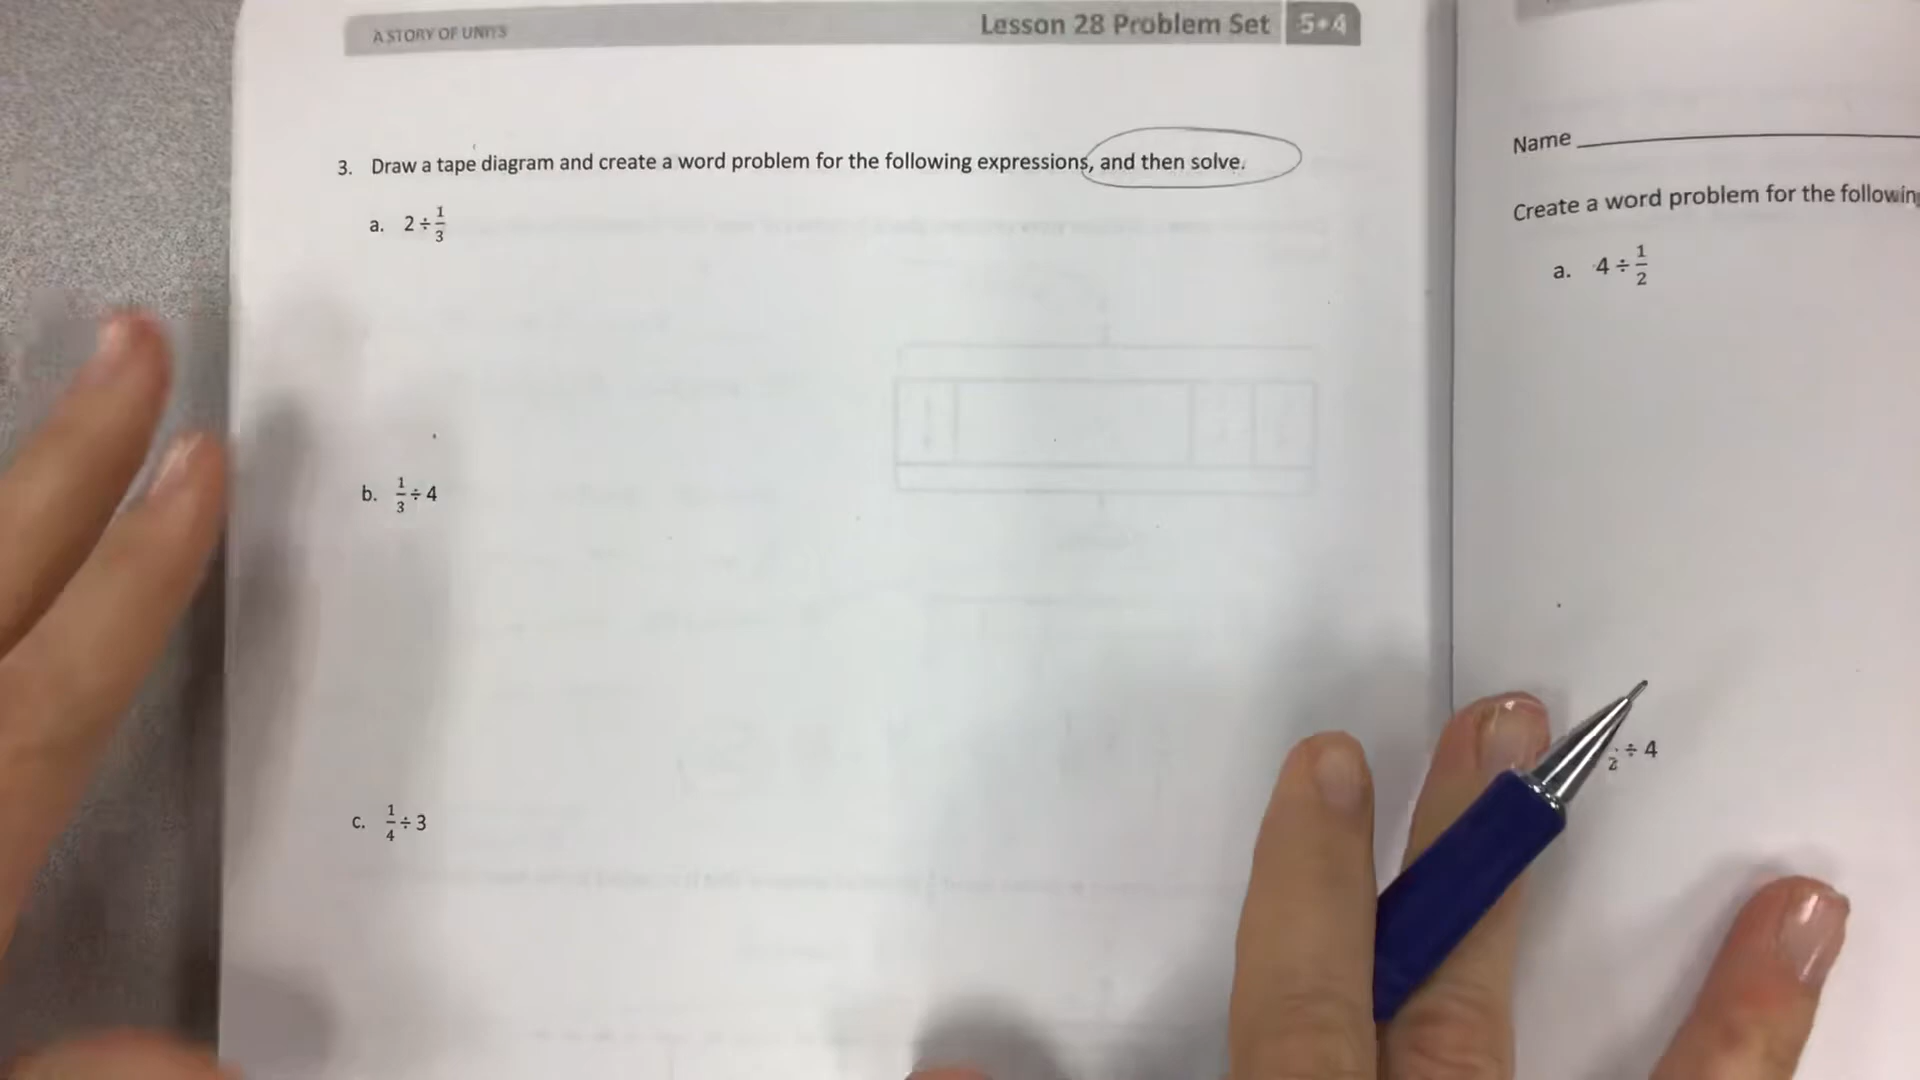 A STORY OF UNITS
Lesson 28 Problem Set 5•4
3. Draw a tape diagram and create a word problem for the following expressions, and then solve.
a. 2 ÷ 1/3
b. 1/3 ÷ 4
c. 1/4 ÷ 3
Name
Create a word problem for the following
a. 4 ÷ 1/2
2 ÷ 4